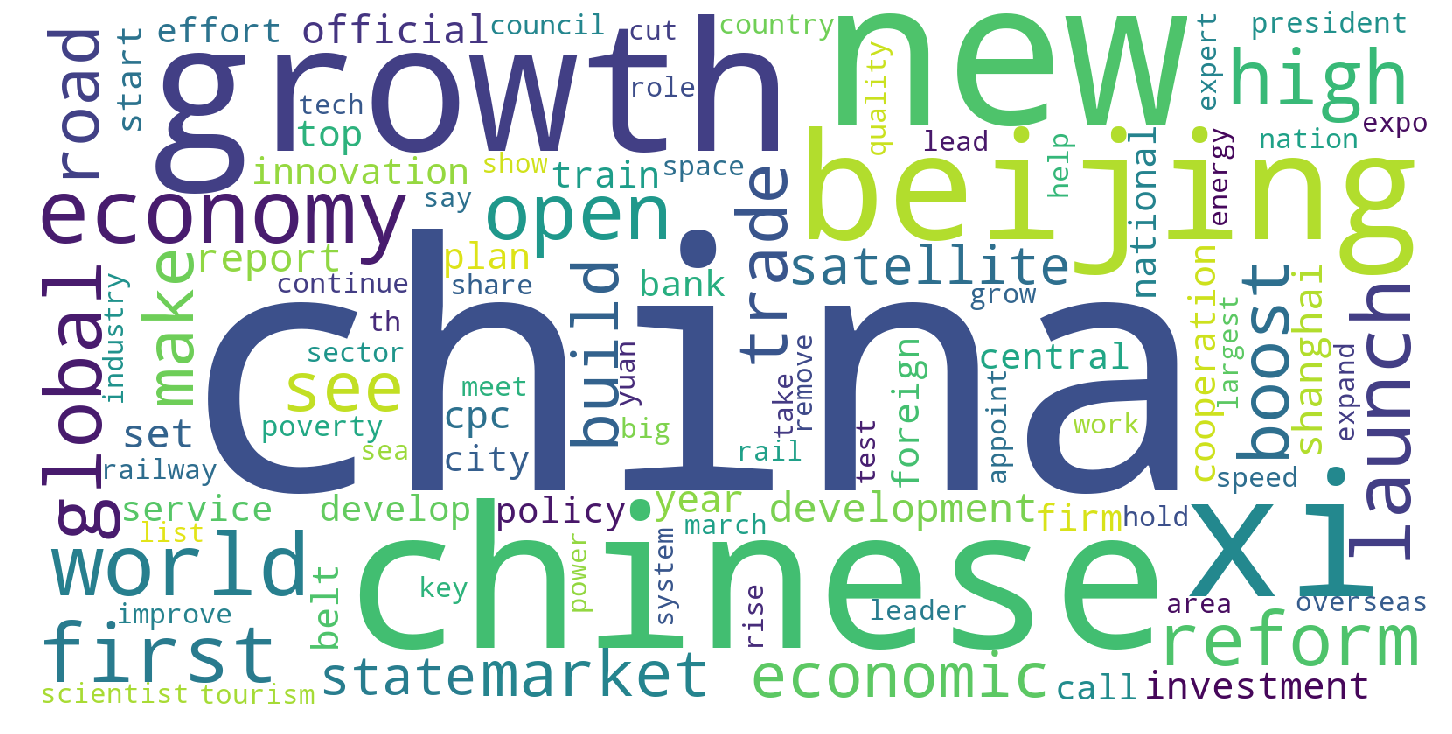 effort
official
council
cut
country
president
road
start
growth
new
expert
high
tech
role
quality
expo
top
lead
nation
innovation
show
train
space
beijing
help
national
energy
economy
say
open
trade
report
plan
satellite
global
make
continue
share
build
bank
grow
cooperation
boost
shanghai
launch
industry
th
china
sector
yuan
central
largest
expand
see
meet
take
remove
foreign
set
poverty
cpc
big
appoint
work
sea
city
rail
test
railway
speed
service
develop
policy
year
development
firm
hold
xi
list
march
world
chinese
belt
key
power
system
improve
rise
leader
area
overseas
first
reform
state
market
economic
call
investment
scientist
tourism